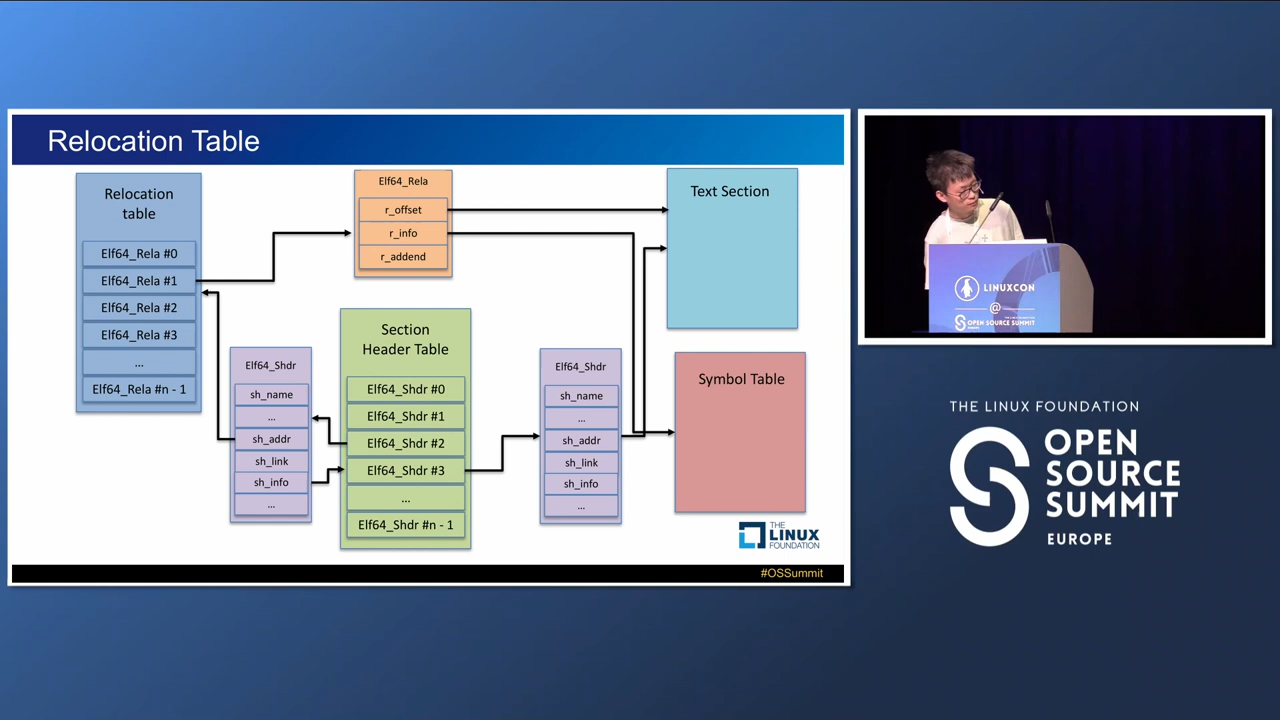 Relocation Table
Relocation
table
Elf64_Rela #0
Elf64_Rela #1
Elf64_Rela #2
Elf64_Rela #3
...
Elf64_Rela #n - 1
Elf64_Rela
r_offset
r_info
r_addend
Elf64_Shdr
sh_name
...
sh_addr
sh_link
sh_info
...
Section
Header Table
Elf64_Shdr #0
Elf64_Shdr #1
Elf64_Shdr #2
Elf64_Shdr #3
...
Elf64_Shdr #n - 1
Elf64_Shdr
sh_name
...
sh_addr
sh_link
sh_info
...
Text Section
Symbol Table
THE
LINUX
FOUNDATION
#OSSummit
LINUXCON
@
OPEN SOURCE SUMMIT
THE LINUX FOUNDATION
OPEN
SOURCE
SUMMIT
EUROPE